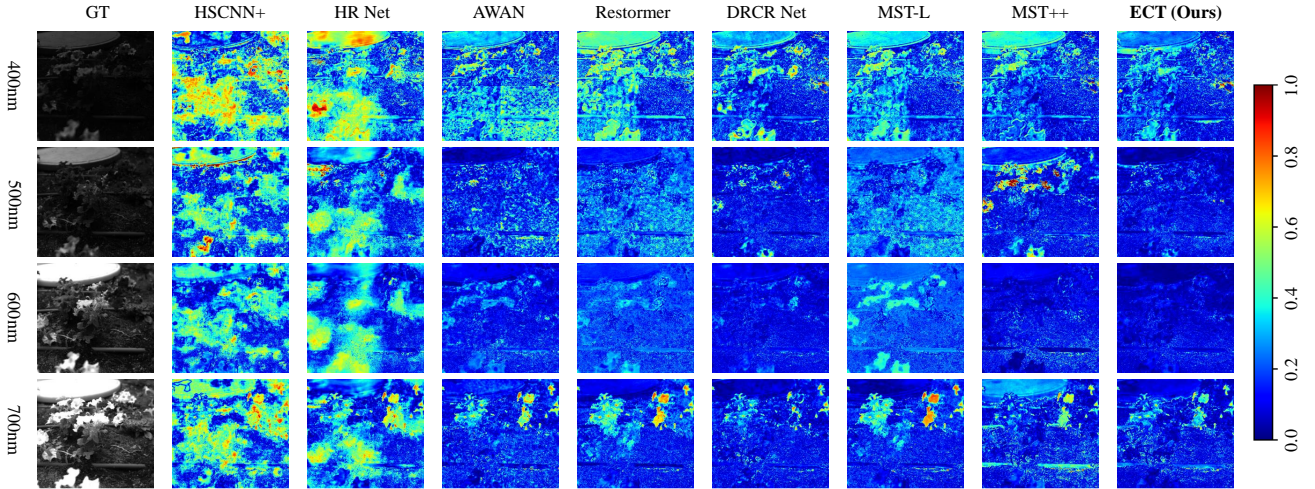 GT HSCNN+ HR Net AWAN Restormer DRCR Net MST-L MST++ ECT (Ours)
400nm
500nm
600nm
700nm
1.0
0.8
0.6
0.4
0.2
0.0